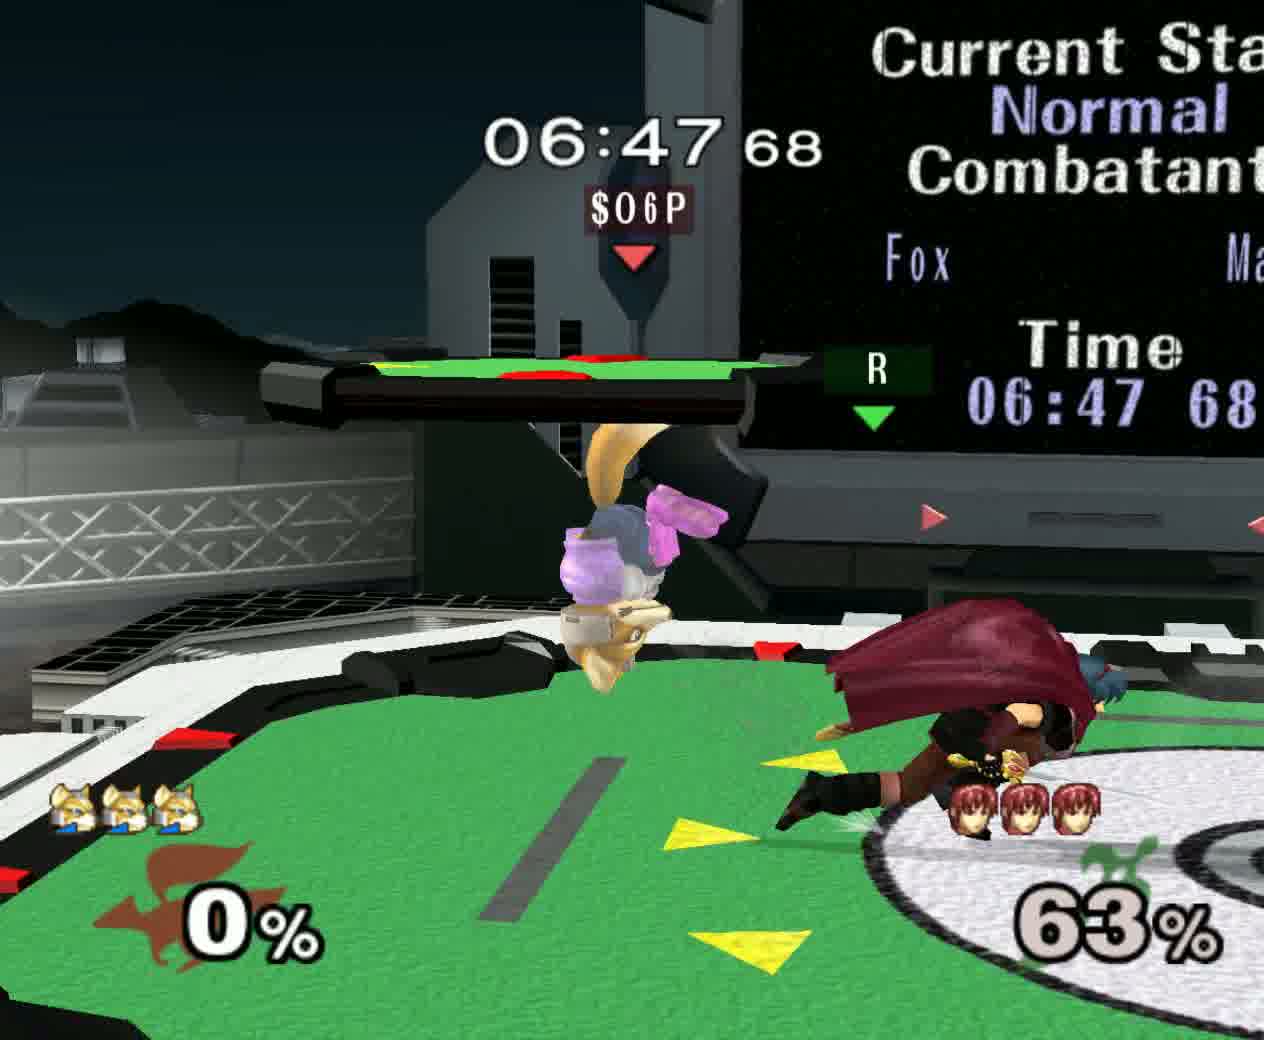 Current Sta
Normal
06:47 68
Combatant
$06P
Fox Ma
Time
R
06:47 68
0%
63%